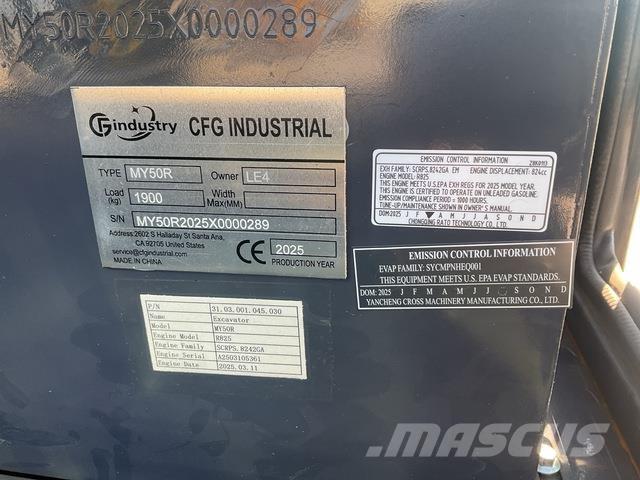 MY50R2025X0000289
CFG industry CFG INDUSTRIAL
TYPE MY50R Owner LE4
Load (kg) 1900 Width Max(MM)
S/N MY50R2025X0000289
Address:2602 S Halladay St Santa Ana,
CA 92705 United States
service@cfgindustrial.com
MADE IN CHINA
CE 2025
PRODUCTION YEAR
EMISSION CONTROL INFORMATION
EXH FAMILY: SCRPS.8242GA EM ENGINE DISPLACEMENT: 824cc
ENGINE MODEL: R825
THIS ENGINE MEETS U.S.EPA EXH REGS FOR 2025 MODEL YEAR.
THIS ENGINE IS CERTIFIED TO OPERATE ON UNLEADED GASOLINE.
EMISSION COMPLIANCE PERIOD = 1000 HOURS
TUNE-UP/MAINTENANCE SHOWN IN OWNER'S MANUAL
DOM:2025 J F A M J J A S O N D
CHONGQING RATO TECHNOLOGY CO., LTD.
EMISSION CONTROL INFORMATION
EVAP FAMILY: SYCMPNHEQ001
THIS EQUIPMENT MEETS U.S. EPA EVAP STANDARDS.
DOM: 2025 J F M A M J J S O N D
YANCHENG CROSS MACHINERY MANUFACTURING CO., LTD
P/N 31.03.001.045.030
Name Excavator
Model MY50R
Engine Model R825
Engine Family SCRPS.8242GA
Engine Serial A2503105361
Engine Date 2025.03.11
MASCUS